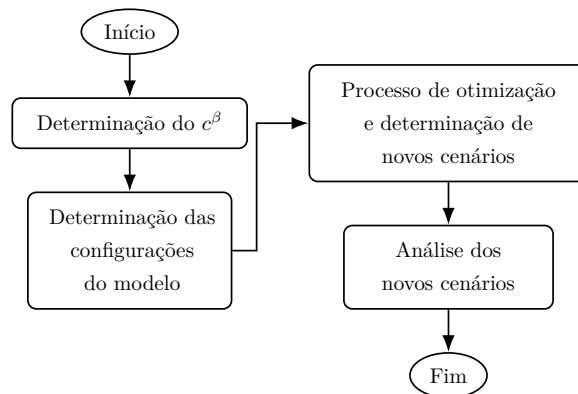 Início
Determinação do c^β
Determinação das
configurações
do modelo
Processo de otimização
e determinação de
novos cenários
Análise dos
novos cenários
Fim